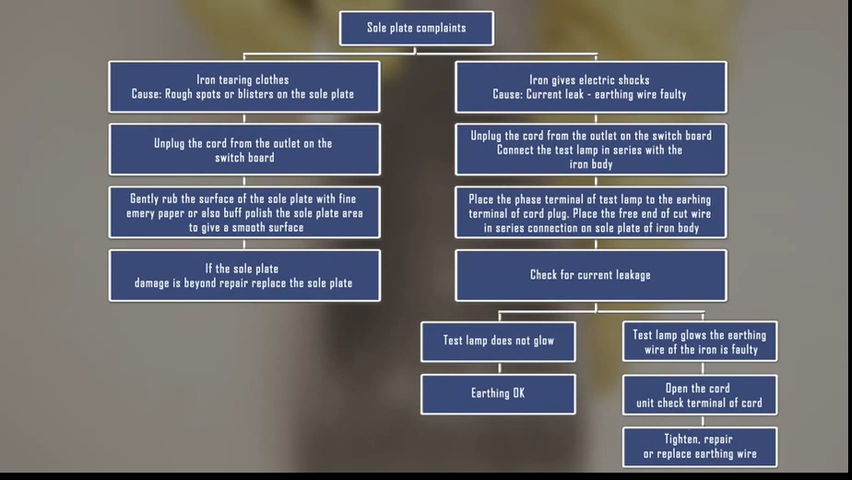 Sole plate complaints
Iron tearing clothes
Cause: Rough spots or blisters on the sole plate
Unplug the cord from the outlet on the
switch board
Gently rub the surface of the sole plate with fine
emery paper or also buff polish the sole plate area
to give a smooth surface
If the sole plate
damage is beyond repair replace the sole plate
Iron gives electric shocks
Cause: Current leak - earthing wire faulty
Unplug the cord from the outlet on the switch board
Connect the test lamp in series with the
iron body
Place the phase terminal of test lamp to the earhing
terminal of cord plug. Place the free end of cut wire
in series connection on sole plate of iron body
Check for current leakage
Test lamp does not glow
Earthing OK
Test lamp glows the earthing
wire of the iron is faulty
Open the cord
unit check terminal of cord
Tighten, repair
or replace earthing wire